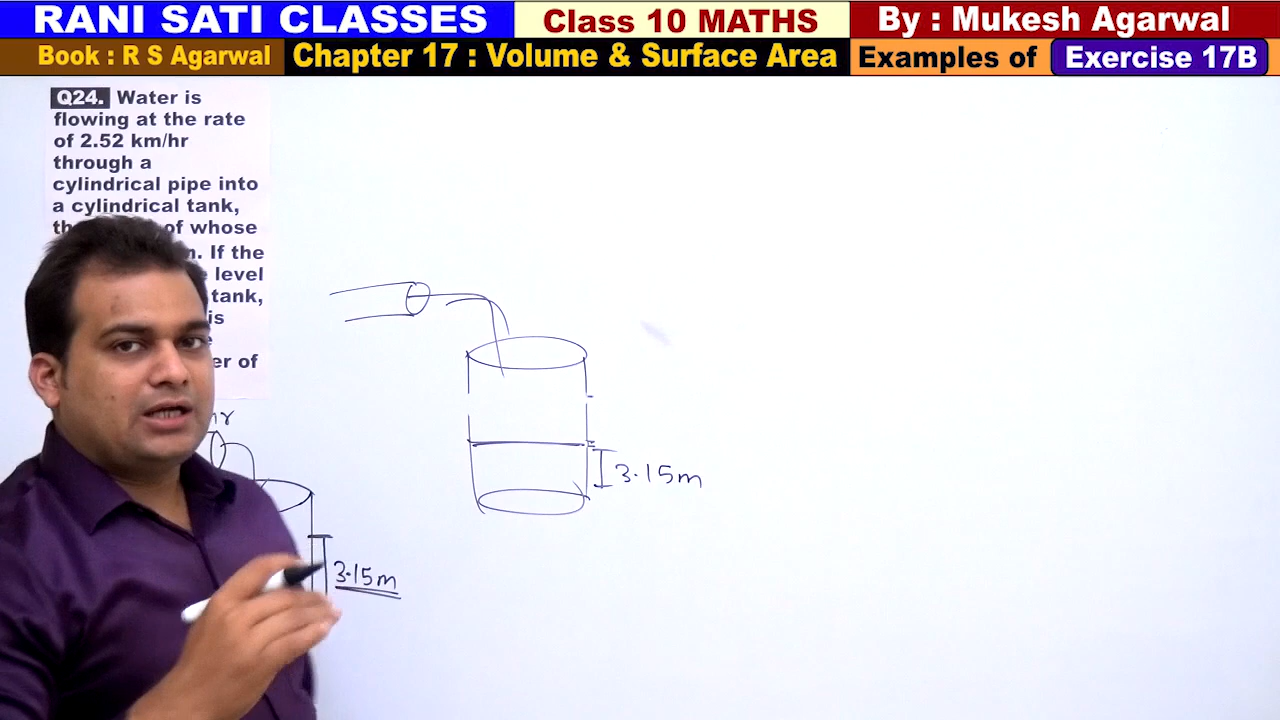 RANI SATI CLASSES
Class 10 MATHS
By : Mukesh Agarwal
Book : R S Agarwal
Chapter 17 : Volume & Surface Area
Examples of
Exercise 17B
Q24. Water is
flowing at the rate
of 2.52 km/hr
through a
cylindrical pipe into
a cylindrical tank,
of whose
If the
level
tank,
is
of
3.15m
3.15m